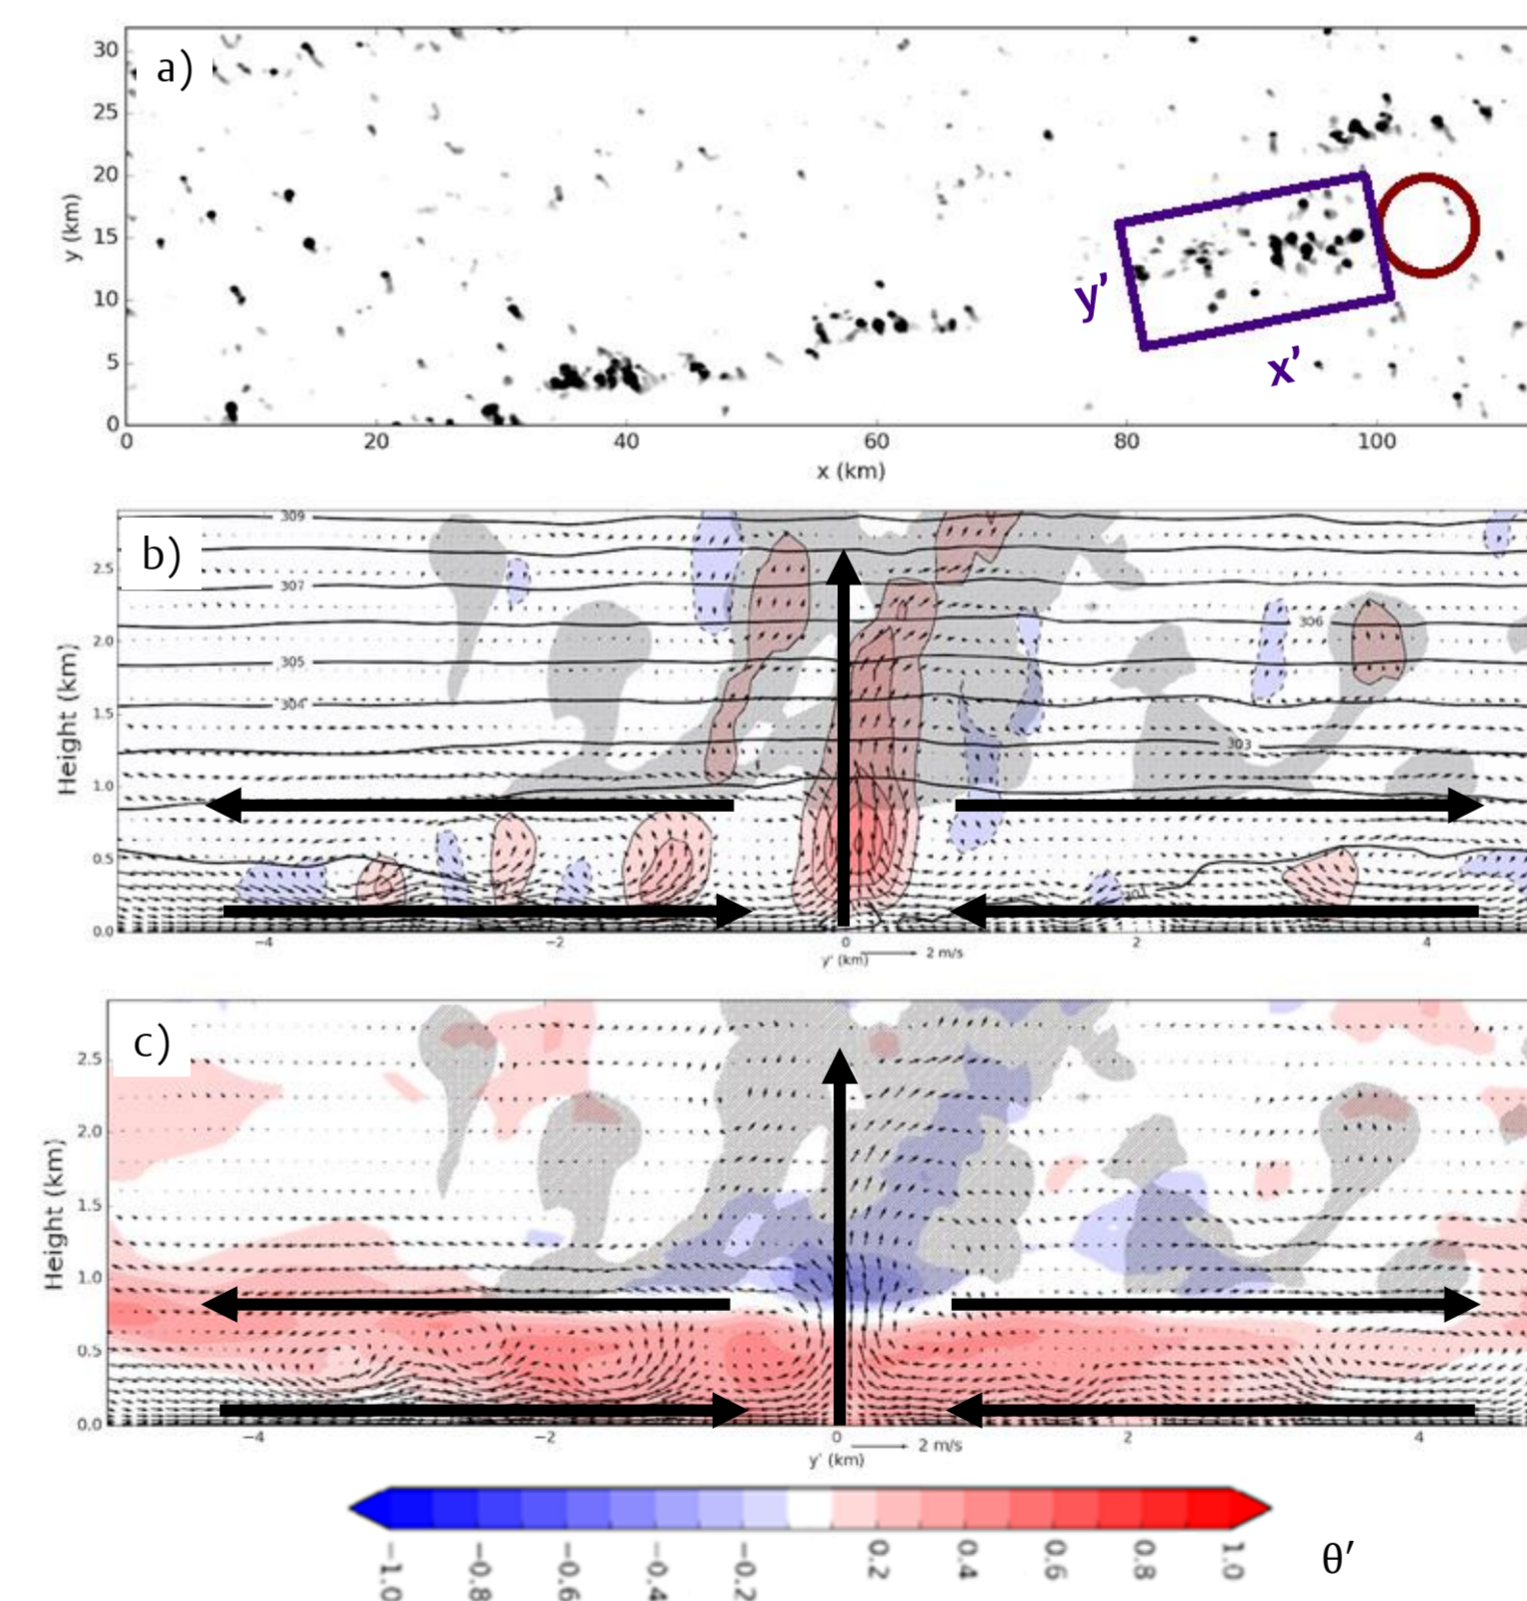 a)
30
25
20
15
10
5
0
y (km)
y’
x’
0 20 40 60 80 100
x (km)
b)
309
307
306
305
304
303
301
2.5
2.0
1.5
1.0
0.5
0.0
Height (km)
−4 −2 0 2 4
y' (km) 2 m/s
c)
2.5
2.0
1.5
1.0
0.5
0.0
Height (km)
−4 −2 0 2 4
y' (km) 2 m/s
−1.0 −0.8 −0.6 −0.4 −0.2 0.2 0.4 0.6 0.8 1.0
θ′